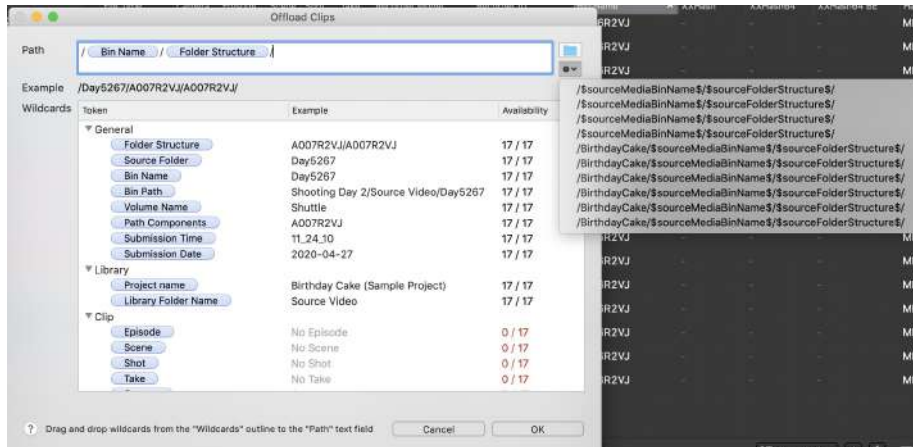 Offload Clips
Path / Bin Name / Folder Structure /
Example /Day5267/A007R2VJ/A007R2VJ/
Wildcards Token Example Availability
General
Folder Structure A007R2VJ/A007R2VJ 17 / 17
Source Folder Day5267 17 / 17
Bin Name Day5267 17 / 17
Bin Path Shooting Day 2/Source Video/Day5267 17 / 17
Volume Name Shuttle 17 / 17
Path Components A007R2VJ 17 / 17
Submission Time 11_24_10 17 / 17
Submission Date 2020-04-27 17 / 17
Library
Project name Birthday Cake (Sample Project) 17 / 17
Library Folder Name Source Video 17 / 17
Clip
Episode No Episode 0 / 17
Scene No Scene 0 / 17
Shot No Shot 0 / 17
Take No Take 0 / 17
? Drag and drop wildcards from the "Wildcards" outline to the "Path" text field Cancel OK
/$sourceMediaBinName$/$sourceFolderStructure$/
/$sourceMediaBinName$/$sourceFolderStructure$/
/$sourceMediaBinName$/$sourceFolderStructure$/
/$sourceMediaBinName$/$sourceFolderStructure$/
/BirthdayCake/$sourceMediaBinName$/$sourceFolderStructure$/
/BirthdayCake/$sourceMediaBinName$/$sourceFolderStructure$/
/BirthdayCake/$sourceMediaBinName$/$sourceFolderStructure$/
/BirthdayCake/$sourceMediaBinName$/$sourceFolderStructure$/
/BirthdayCake/$sourceMediaBinName$/$sourceFolderStructure$/
/BirthdayCake/$sourceMediaBinName$/$sourceFolderStructure$/